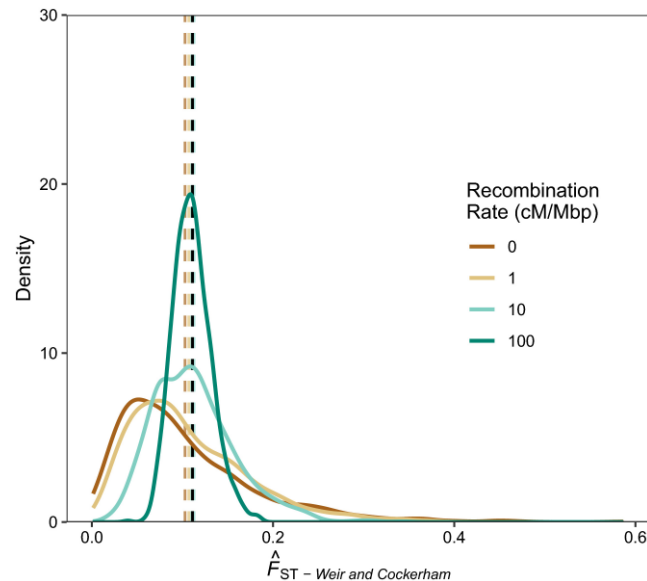 30
20
10
0
Density
Recombination
Rate (cM/Mbp)
0
1
10
100
0.0 0.2 0.4 0.6
F̂ST − Weir and Cockerham